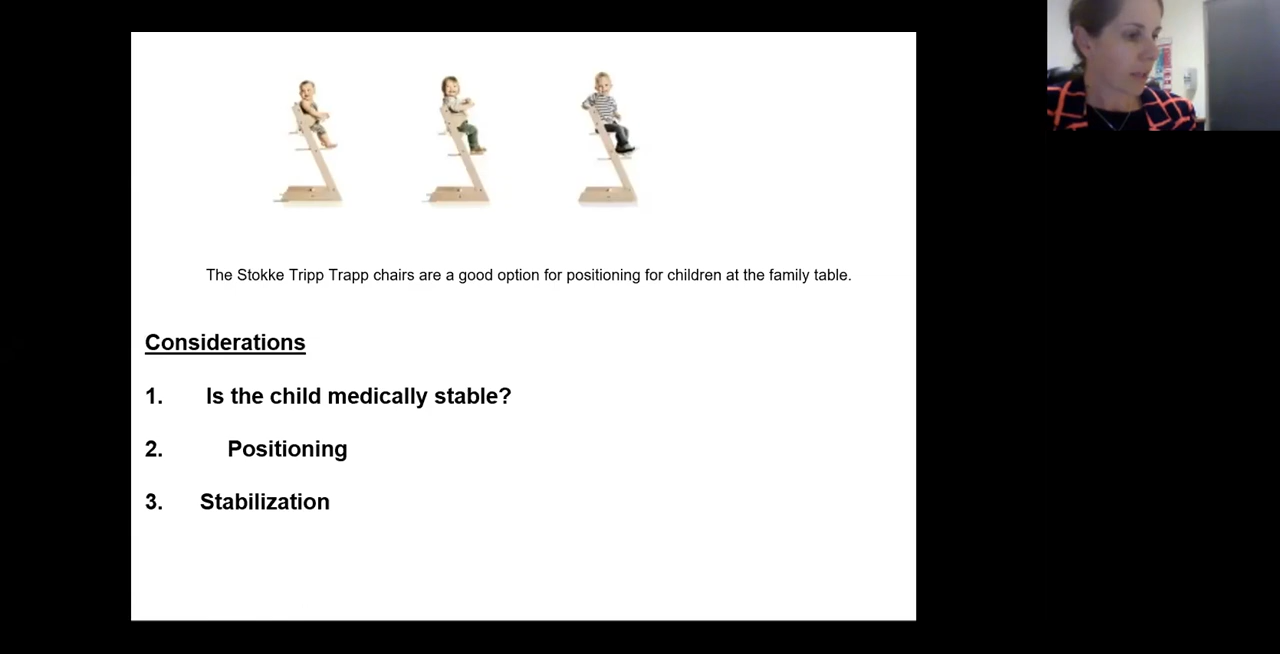 The Stokke Tripp Trapp chairs are a good option for positioning for children at the family table.
Considerations
1. Is the child medically stable?
2. Positioning
3. Stabilization